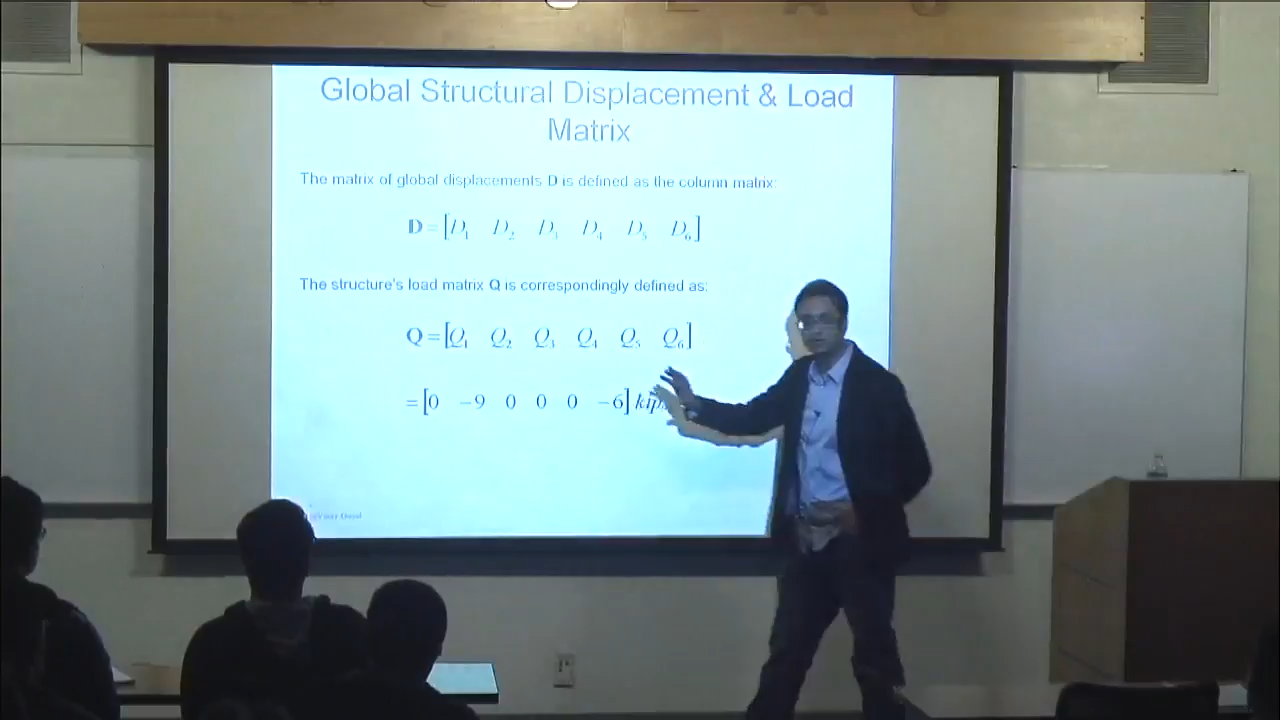 Global Structural Displacement & Load
Matrix
The matrix of global displacements D is defined as the column matrix:
D = [D₁ D₂ D₃ D₄ D₅ D₆]
The structure's load matrix Q is correspondingly defined as:
Q = [Q₁ Q₂ Q₃ Q₄ Q₅ Q₆]
= [0 −9 0 0 0 −6]